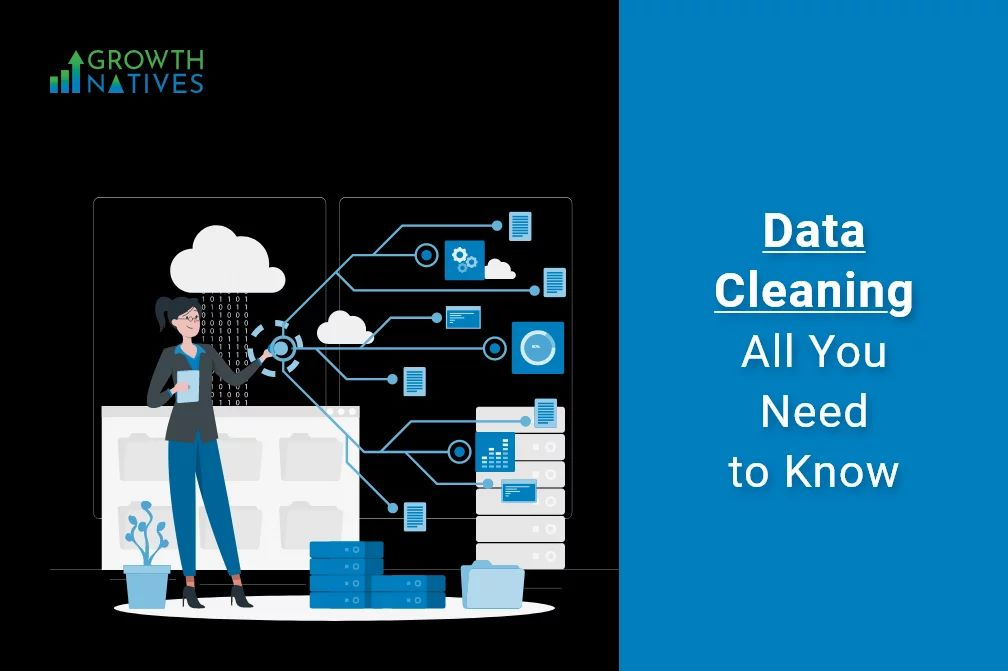 GROWTH
NATIVES
Data
Cleaning
All You
Need
to Know